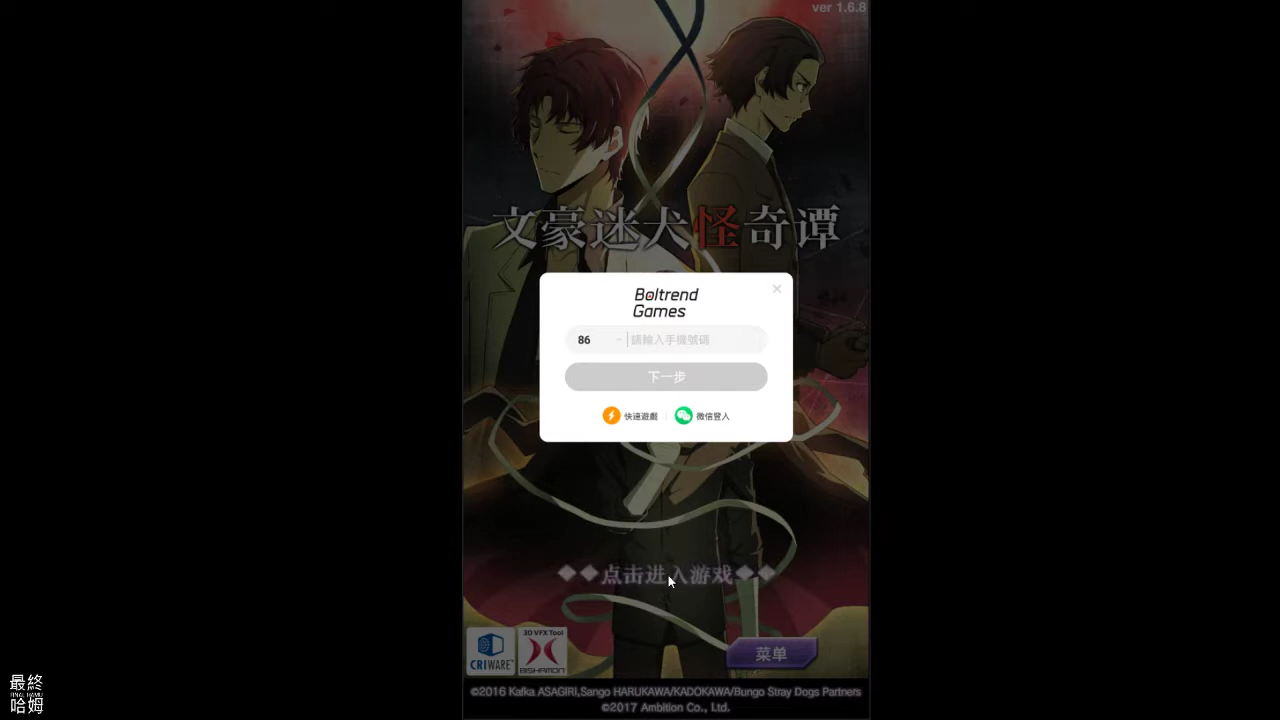 ver 1.6.8
文豪迷犬怪奇谭
Boltrend
Games
86
請輸入手機號碼
下一步
快速遊戲
微信登入
点击进入游戏
3D VFX Tool
CRIWARE
BISHAMON
菜单
©2016 Kafka ASAGIRI,Sango HARUKAWA/KADOKAWA/Bungo Stray Dogs Partners
©2017 Ambition Co., Ltd.
最終
哈姆